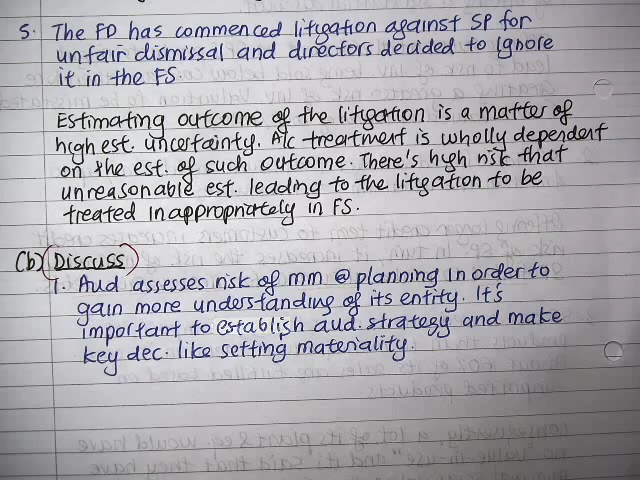 5. The FD has commenced litigation against SP for
unfair dismissal and directors decided to ignore
it in the FS.
Estimating outcome of the litigation is a matter of
high est. uncertainty. A/c treatment is wholly dependent
on the est. of such outcome. There's high risk that
unreasonable est. leading to the litigation to be
treated inappropriately in FS.
(b) Discuss
1. Aud assesses risk of mm @ planning in order to
gain more understanding of its entity. It's
important to establish aud. strategy and make
key dec. like setting materiality.